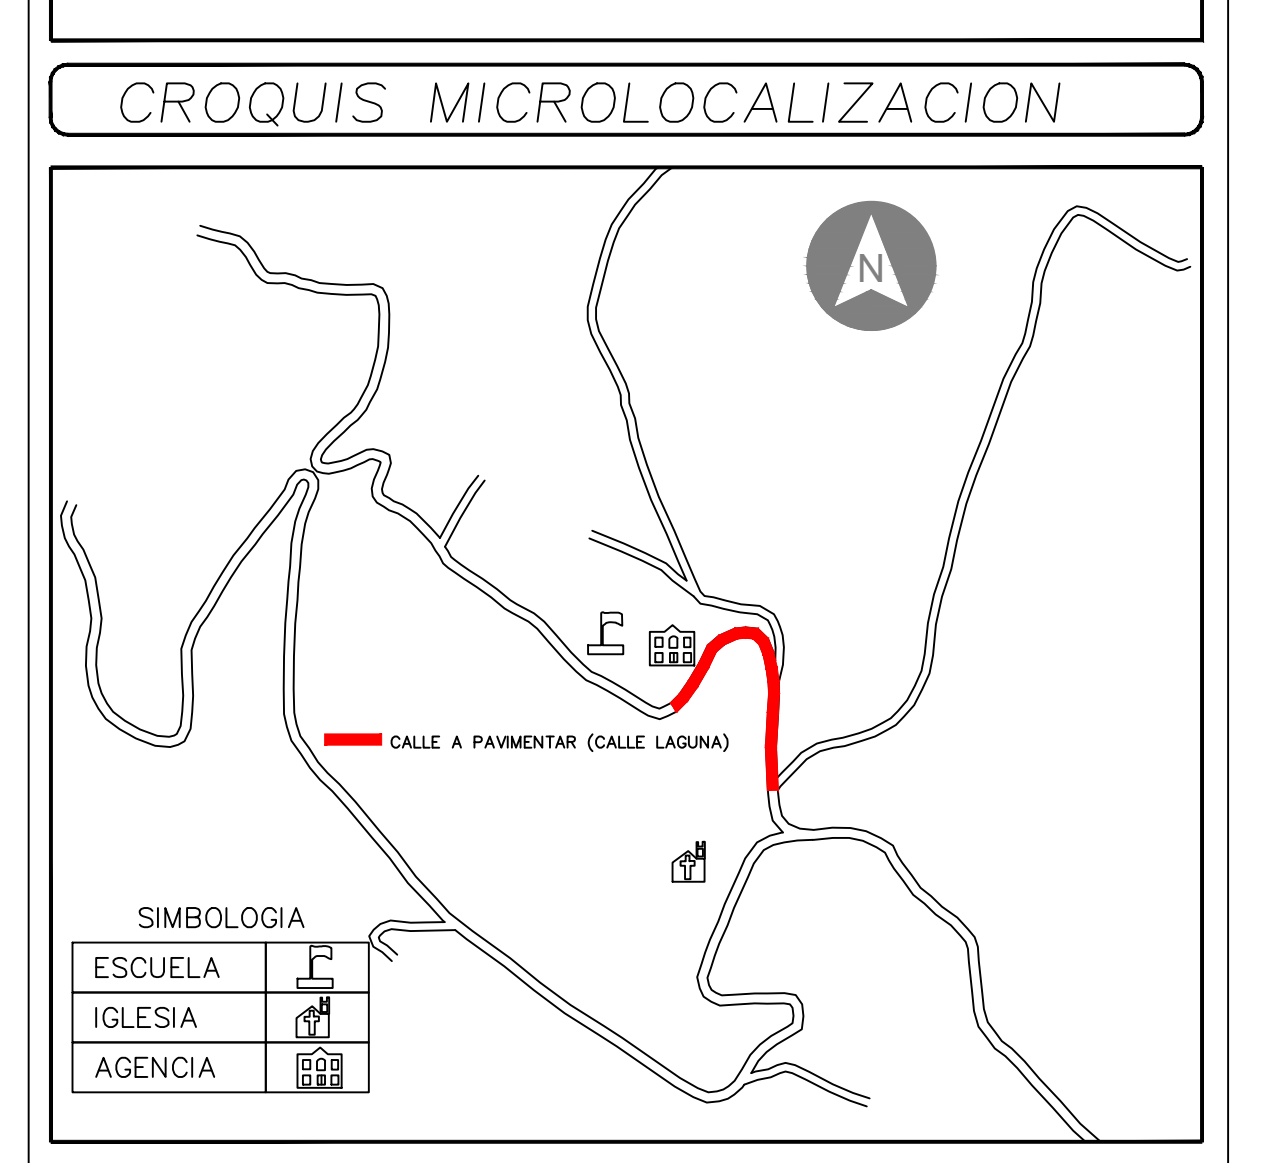 CROQUIS MICROLOCALIZACION
N
CALLE A PAVIMENTAR (CALLE LAGUNA)
SIMBOLOGIA
ESCUELA
IGLESIA
AGENCIA